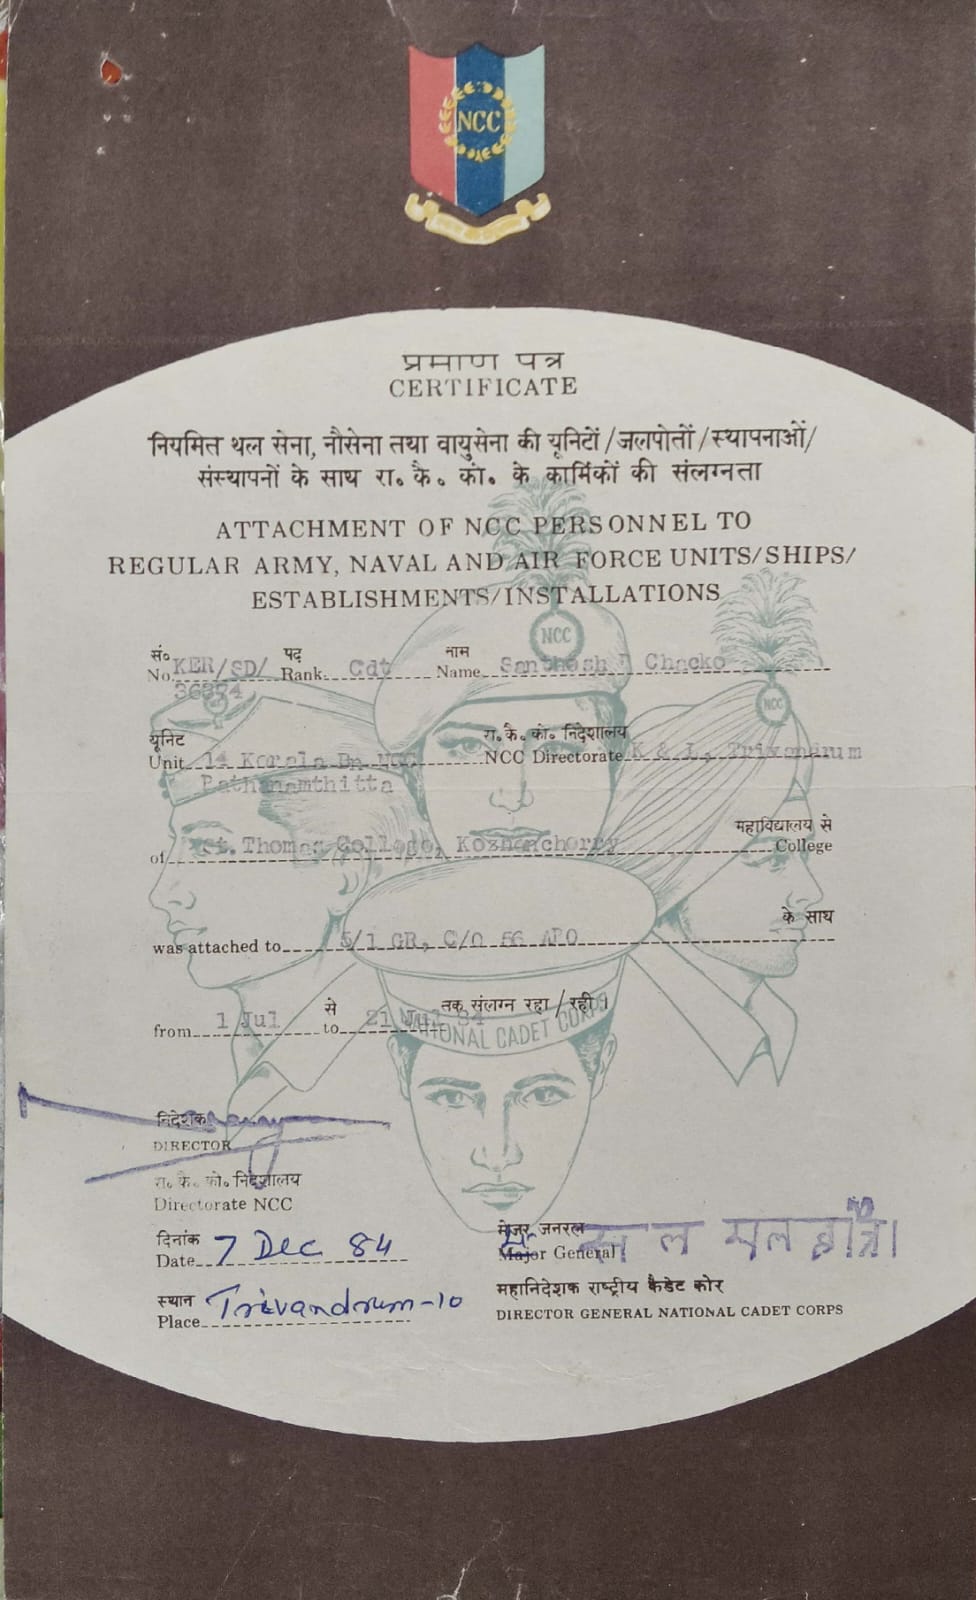 NCC
प्रमाण पत्र
CERTIFICATE
नियमित थल सेना, नौसेना तथा वायुसेना की यूनिटों/जलपोतों/स्थापनाओं/
संस्थापनों के साथ रा॰ कै॰ कॉ॰ के कार्मिकों की संलग्नता
ATTACHMENT OF NCC PERSONNEL TO
REGULAR ARMY, NAVAL AND AIR FORCE UNITS/SHIPS/
ESTABLISHMENTS/INSTALLATIONS
NCC
सं॰ पद नाम
No. KER/SD/ Rank. Cdt Name. Santhosh Chacko
NCC
यूनिट रा॰ कै॰ को॰ निदेशालय
Unit 14 Kerala Bn NCC NCC Directorate K & L, Trivandrum
Pathanamthitta
महाविद्यालय से
of St. Thomas College, Kozhencherry College
के साथ
was attached to 5/1 GR, C/O 56 APO
से तक संलग्न रहा/रही।
from 1 Jul to 21 Jul 84
NATIONAL CADET CORPS
निदेशक
DIRECTOR
रा॰ कै॰ को॰ निदेशालय
Directorate NCC
दिनांक मेजर जनरल
Date 7 Dec 84 Major General
स्थान महानिदेशक राष्ट्रीय कैडेट कोर
Place Trivandrum-10 DIRECTOR GENERAL NATIONAL CADET CORPS